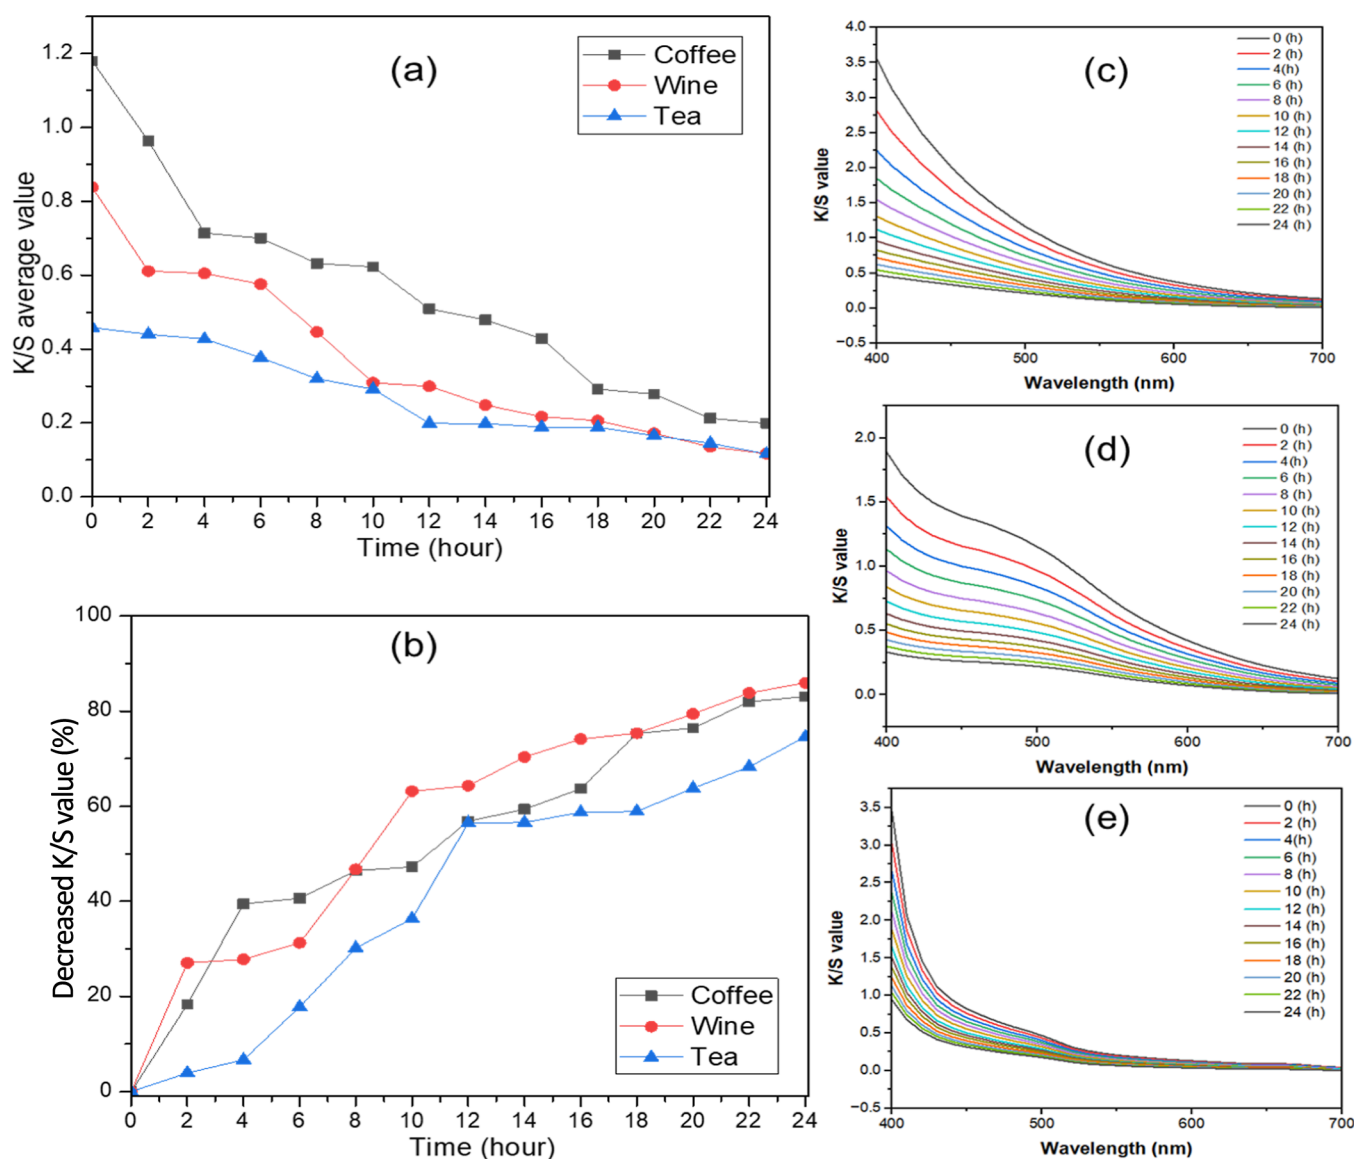 (a)
Coffee
Wine
Tea
1.2
1.0
0.8
0.6
0.4
0.2
0.0
K/S average value
0 2 4 6 8 10 12 14 16 18 20 22 24
Time (hour)
(b)
100
80
60
40
20
0
Decreased K/S value (%)
Coffee
Wine
Tea
0 2 4 6 8 10 12 14 16 18 20 22 24
Time (hour)
(c)
4.0
3.5
3.0
2.5
2.0
1.5
1.0
0.5
0.0
−0.5
K/S value
0 (h)
2 (h)
4(h)
6 (h)
8 (h)
10 (h)
12 (h)
14 (h)
16 (h)
18 (h)
20 (h)
22 (h)
24 (h)
400 500 600 700
Wavelength (nm)
(d)
2.0
1.5
1.0
0.5
0.0
K/S value
0 (h)
2 (h)
4(h)
6 (h)
8 (h)
10 (h)
12 (h)
14 (h)
16 (h)
18 (h)
20 (h)
22 (h)
24 (h)
400 500 600 700
Wavelength (nm)
(e)
3.5
3.0
2.5
2.0
1.5
1.0
0.5
0.0
−0.5
K/S value
0 (h)
2 (h)
4(h)
6 (h)
8 (h)
10 (h)
12 (h)
14 (h)
16 (h)
18 (h)
20 (h)
22 (h)
24 (h)
400 500 600 700
Wavelength (nm)